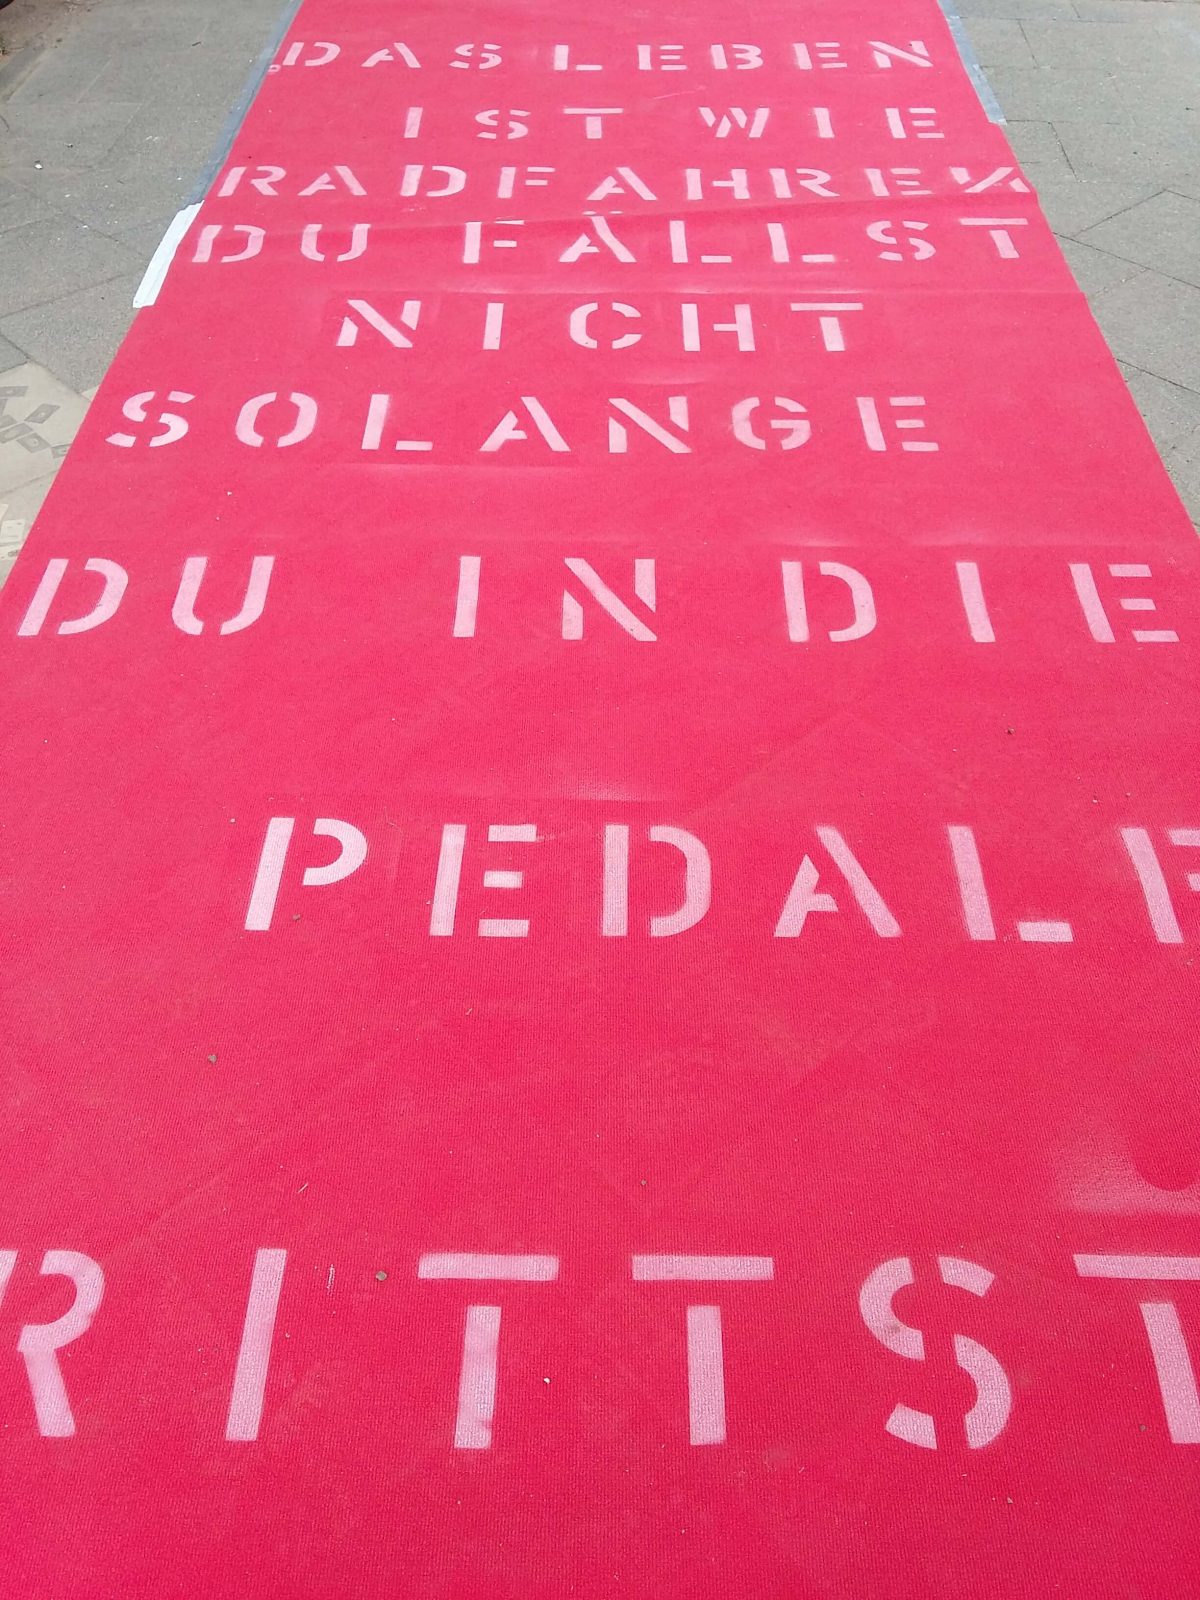 DAS LEBEN
IST WIE
RADFAHREN
DU FÄLLST
NICHT
SOLANGE
DU IN DIE
PEDALE
RITTST